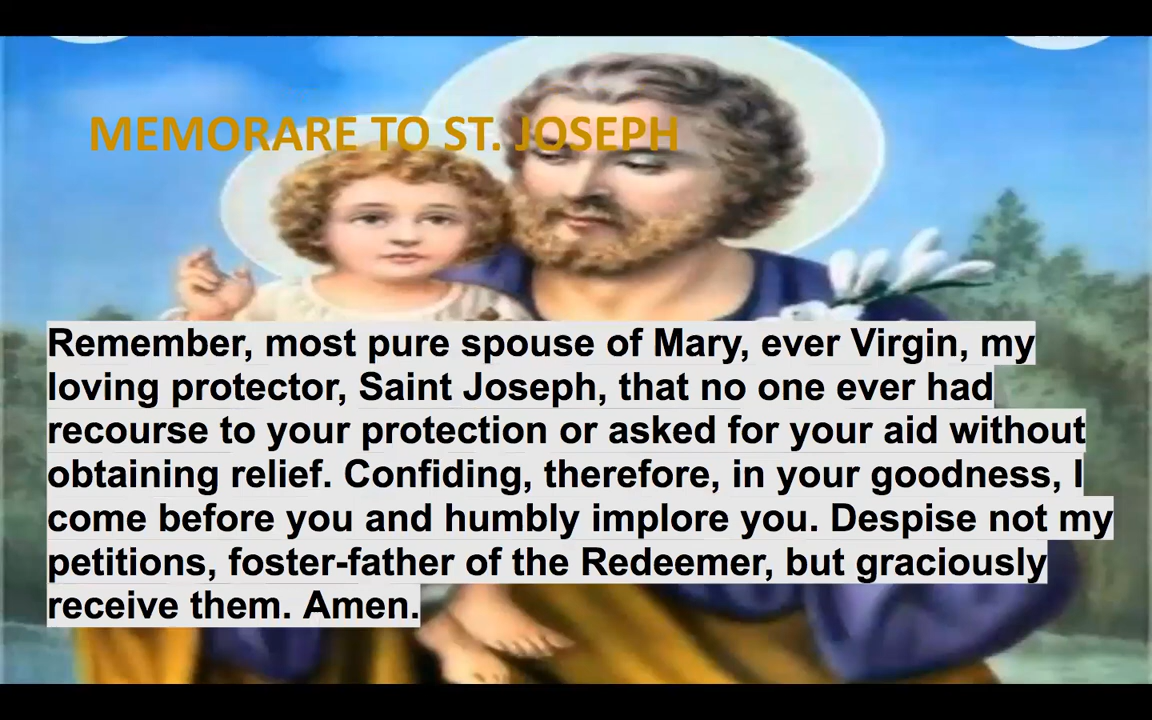 MEMORARE TO ST. JOSEPH
Remember, most pure spouse of Mary, ever Virgin, my
loving protector, Saint Joseph, that no one ever had
recourse to your protection or asked for your aid without
obtaining relief. Confiding, therefore, in your goodness, I
come before you and humbly implore you. Despise not my
petitions, foster-father of the Redeemer, but graciously
receive them. Amen.